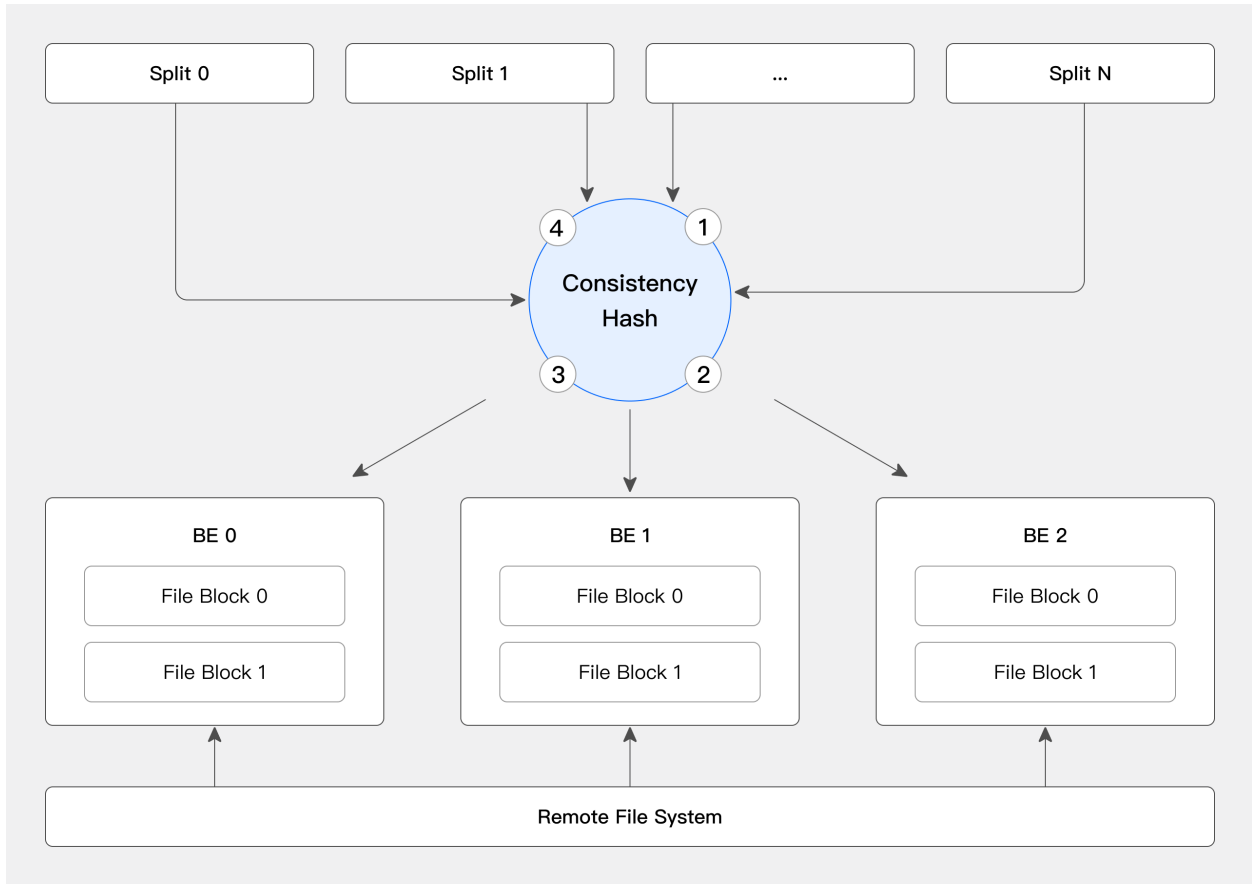 Split 0
Split 1
...
Split N
4
1
Consistency
Hash
3
2
BE 0
BE 1
BE 2
File Block 0
File Block 0
File Block 0
File Block 1
File Block 1
File Block 1
Remote File System